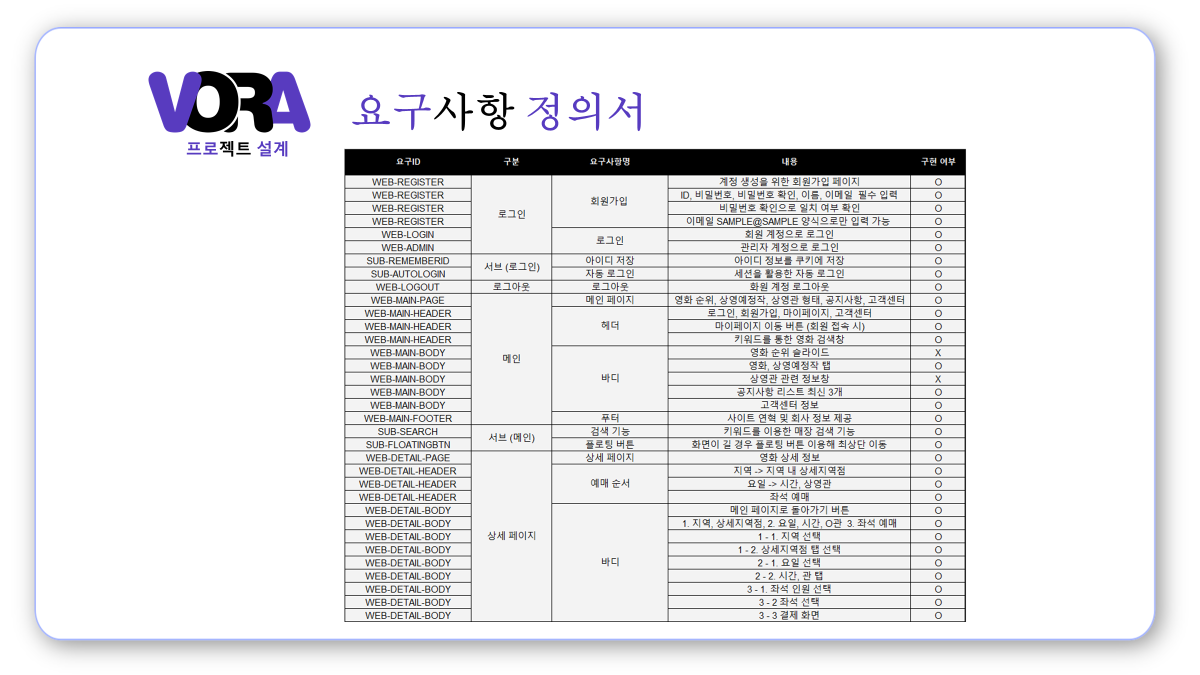 VORA
프로젝트 설계
요구사항 정의서
요구ID 구분 요구사항명 내용 구현 여부
WEB-REGISTER 로그인 회원가입 계정 생성을 위한 회원가입 페이지 O
WEB-REGISTER ID, 비밀번호, 비밀번호 확인, 이름, 이메일 필수 입력 O
WEB-REGISTER 비밀번호 확인으로 일치 여부 확인 O
WEB-REGISTER 이메일 SAMPLE@SAMPLE 양식으로만 입력 가능 O
WEB-LOGIN 로그인 회원 계정으로 로그인 O
WEB-ADMIN 관리자 계정으로 로그인 O
SUB-REMEMBERID 서브 (로그인) 아이디 저장 아이디 정보를 쿠키에 저장 O
SUB-AUTOLOGIN 자동 로그인 세션을 활용한 자동 로그인 O
WEB-LOGOUT 로그아웃 로그아웃 화원 계정 로그아웃 O
WEB-MAIN-PAGE 메인 메인 페이지 영화 순위, 상영예정작, 상영관 형태, 공지사항, 고객센터 O
WEB-MAIN-HEADER 헤더 로그인, 회원가입, 마이페이지, 고객센터 O
WEB-MAIN-HEADER 마이페이지 이동 버튼 (회원 접속 시) O
WEB-MAIN-HEADER 키워드를 통한 영화 검색창 O
WEB-MAIN-BODY 바디 영화 순위 슬라이드 X
WEB-MAIN-BODY 영화, 상영예정작 탭 O
WEB-MAIN-BODY 상영관 관련 정보창 X
WEB-MAIN-BODY 공지사항 리스트 최신 3개 O
WEB-MAIN-BODY 고객센터 정보 O
WEB-MAIN-FOOTER 푸터 사이트 연혁 및 회사 정보 제공 O
SUB-SEARCH 서브 (메인) 검색 기능 키워드를 이용한 매장 검색 기능 O
SUB-FLOATINGBTN 플로팅 버튼 화면이 길 경우 플로팅 버튼 이용해 최상단 이동 O
WEB-DETAIL-PAGE 상세 페이지 상세 페이지 영화 상세 정보 O
WEB-DETAIL-HEADER 예매 순서 지역 -> 지역 내 상세지역점 O
WEB-DETAIL-HEADER 요일 -> 시간, 상영관 O
WEB-DETAIL-HEADER 좌석 예매 O
WEB-DETAIL-BODY 바디 메인 페이지로 돌아가기 버튼 O
WEB-DETAIL-BODY 1. 지역, 상세지역점, 2. 요일, 시간, O관 3. 좌석 예매 O
WEB-DETAIL-BODY 1 - 1. 지역 선택 O
WEB-DETAIL-BODY 1 - 2. 상세지역점 탭 선택 O
WEB-DETAIL-BODY 2 - 1. 요일 선택 O
WEB-DETAIL-BODY 2 - 2. 시간, 관 탭 O
WEB-DETAIL-BODY 3 - 1. 좌석 인원 선택 O
WEB-DETAIL-BODY 3 - 2 좌석 선택 O
WEB-DETAIL-BODY 3 - 3 결제 화면 O